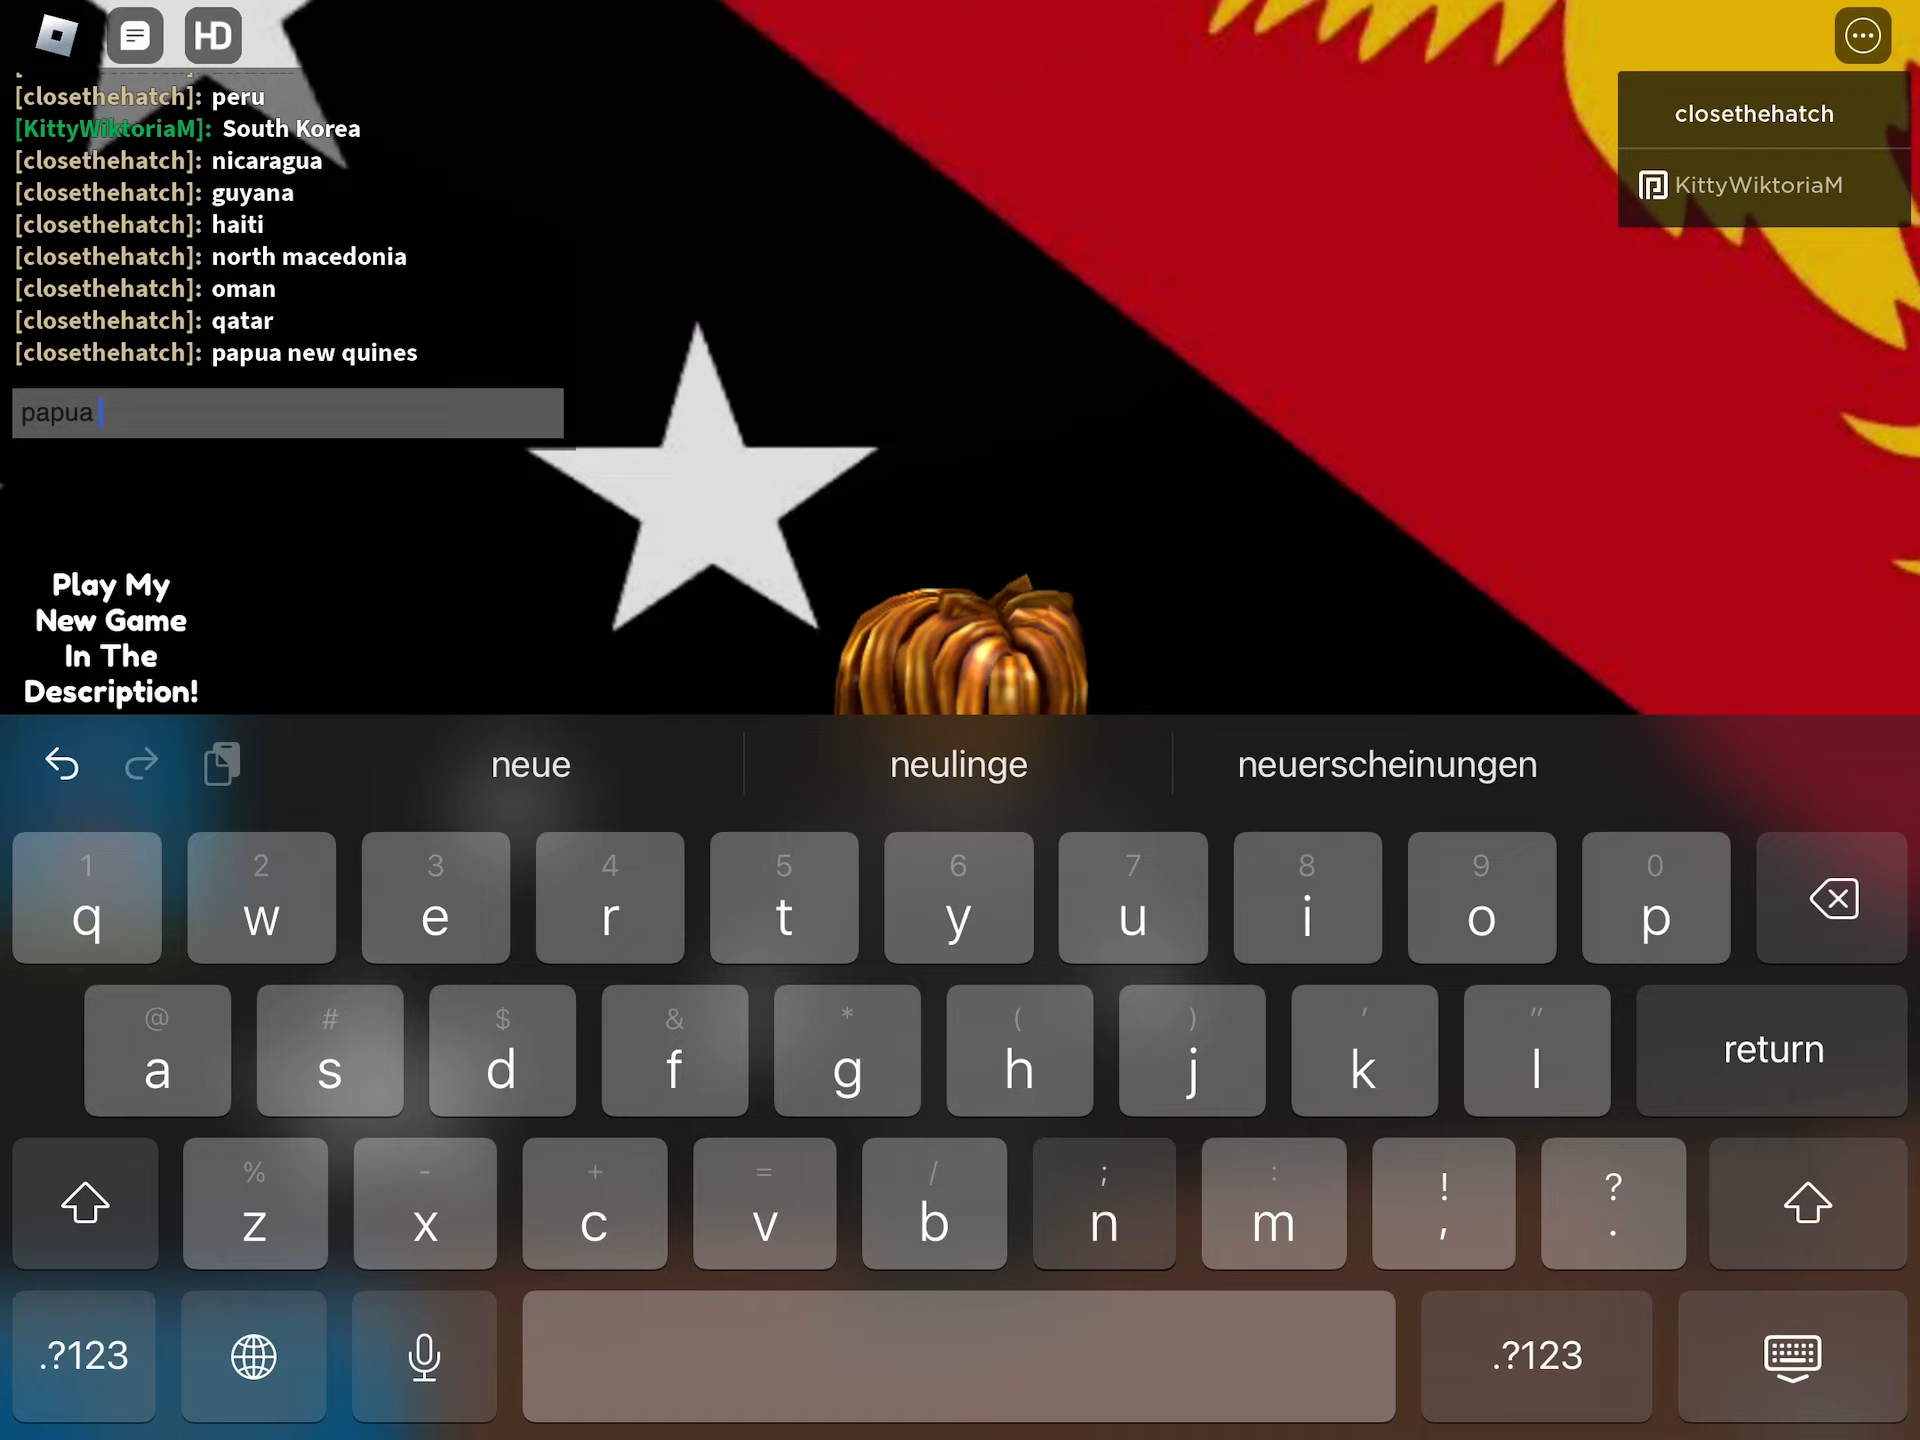 HD
[closethehatch]: peru
[KittyWiktoriaM]: South Korea
[closethehatch]: nicaragua
[closethehatch]: guyana
[closethehatch]: haiti
[closethehatch]: north macedonia
[closethehatch]: oman
[closethehatch]: qatar
[closethehatch]: papua new quines
papua
closethehatch
KittyWiktoriaM
Play My
New Game
In The
Description!
neue neulinge neuerscheinungen
1 2 3 4 5 6 7 8 9 0
q w e r t y u i o p
@ # $ & * ( ) ' "
a s d f g h j k l return
% - + = / ; : ! ?
z x c v b n m , .
.?123 .?123